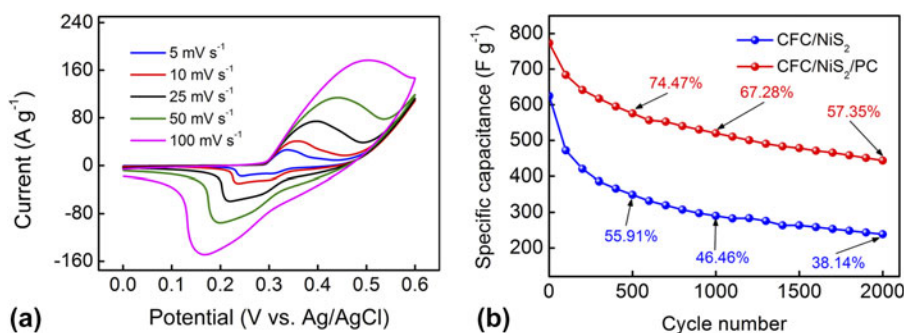 240
160
80
0
-80
-160
Current (A g⁻¹)
5 mV s⁻¹
10 mV s⁻¹
25 mV s⁻¹
50 mV s⁻¹
100 mV s⁻¹
0.0 0.1 0.2 0.3 0.4 0.5 0.6
Potential (V vs. Ag/AgCl)
(a)
900
800
700
600
500
400
300
200
Specific capacitance (F g⁻¹)
CFC/NiS₂
CFC/NiS₂/PC
74.47%
67.28%
57.35%
55.91%
46.46%
38.14%
0 500 1000 1500 2000
Cycle number
(b)